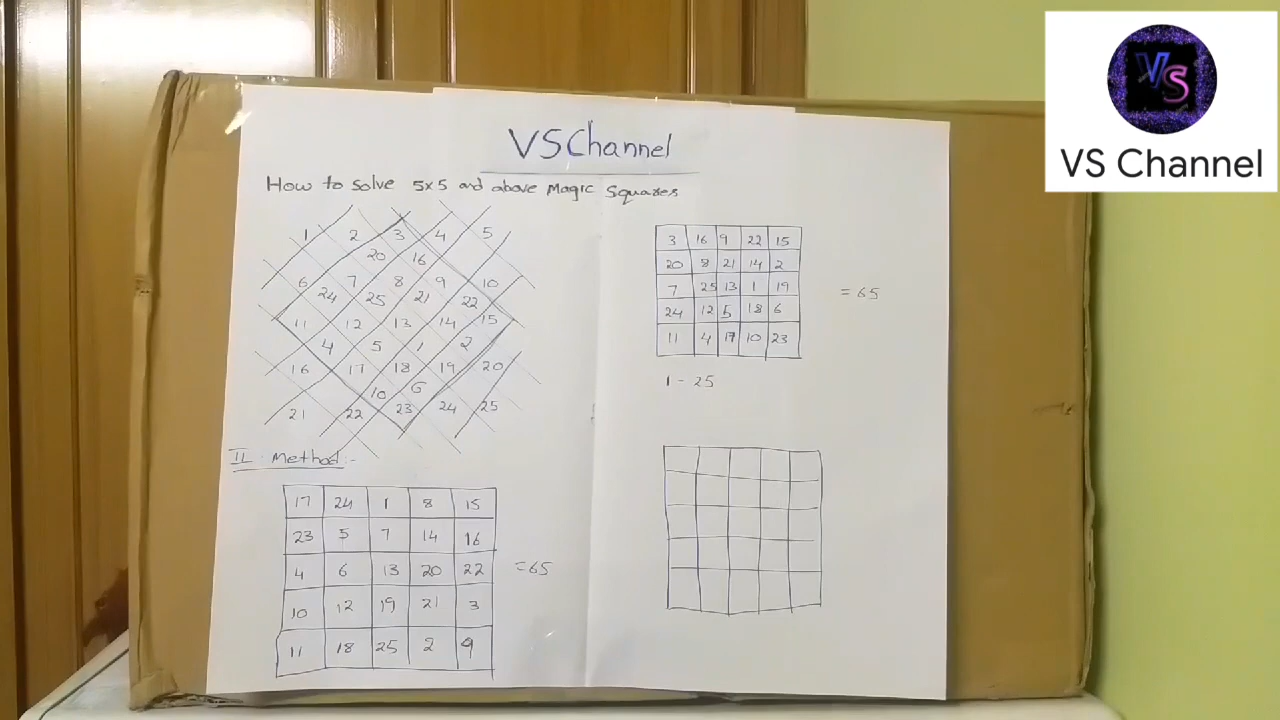 VS
VS Channel
VSChannel
How to solve 5x5 and above Magic Squares
1 2 3 4 5
20 16
6 7 8 9 10
24 25 21 22
11 12 13 14 15
4 5 1 2
16 17 18 19 20
10 6
21 22 23 24 25
3 16 9 22 15
20 8 21 14 2
7 25 13 1 19
= 65
24 12 5 18 6
11 4 17 10 23
1 - 25
II Method:-
17 24 1 8 15
23 5 7 14 16
4 6 13 20 22
= 65
10 12 19 21 3
11 18 25 2 9